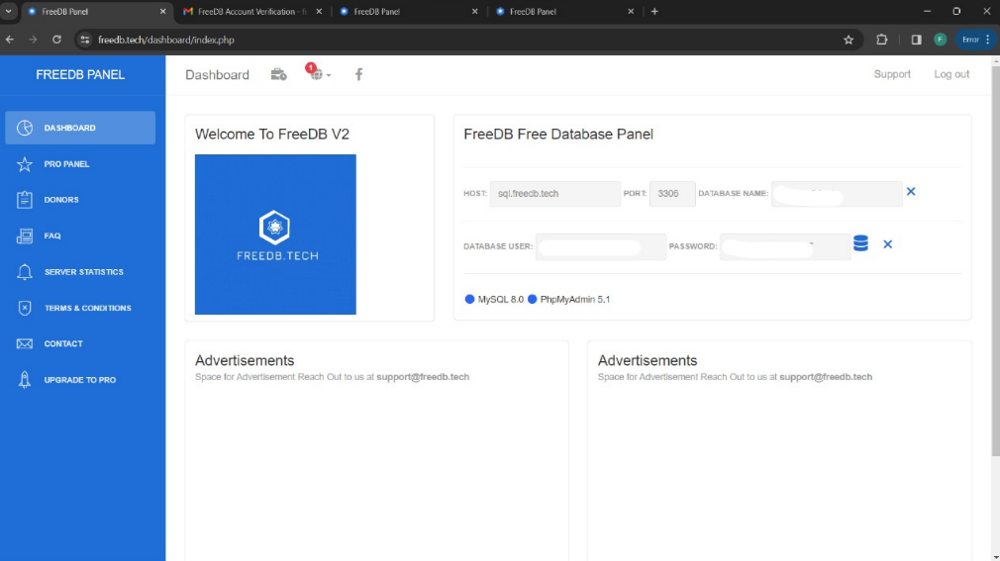 FreeDB Panel
FreeDB Account Verification - fi
FreeDB Panel
FreeDB Panel
freedb.tech/dashboard/index.php
F
Error
FREEDB PANEL
Dashboard
1
Support
Log out
DASHBOARD
PRO PANEL
DONORS
FAQ
SERVER STATISTICS
TERMS & CONDITIONS
CONTACT
UPGRADE TO PRO
Welcome To FreeDB V2
FREEDB.TECH
FreeDB Free Database Panel
HOST: sql.freedb.tech PORT: 3306 DATABASE NAME:
DATABASE USER: PASSWORD:
MySQL 8.0 PhpMyAdmin 5.1
Advertisements
Space for Advertisement Reach Out to us at support@freedb.tech
Advertisements
Space for Advertisement Reach Out to us at support@freedb.tech